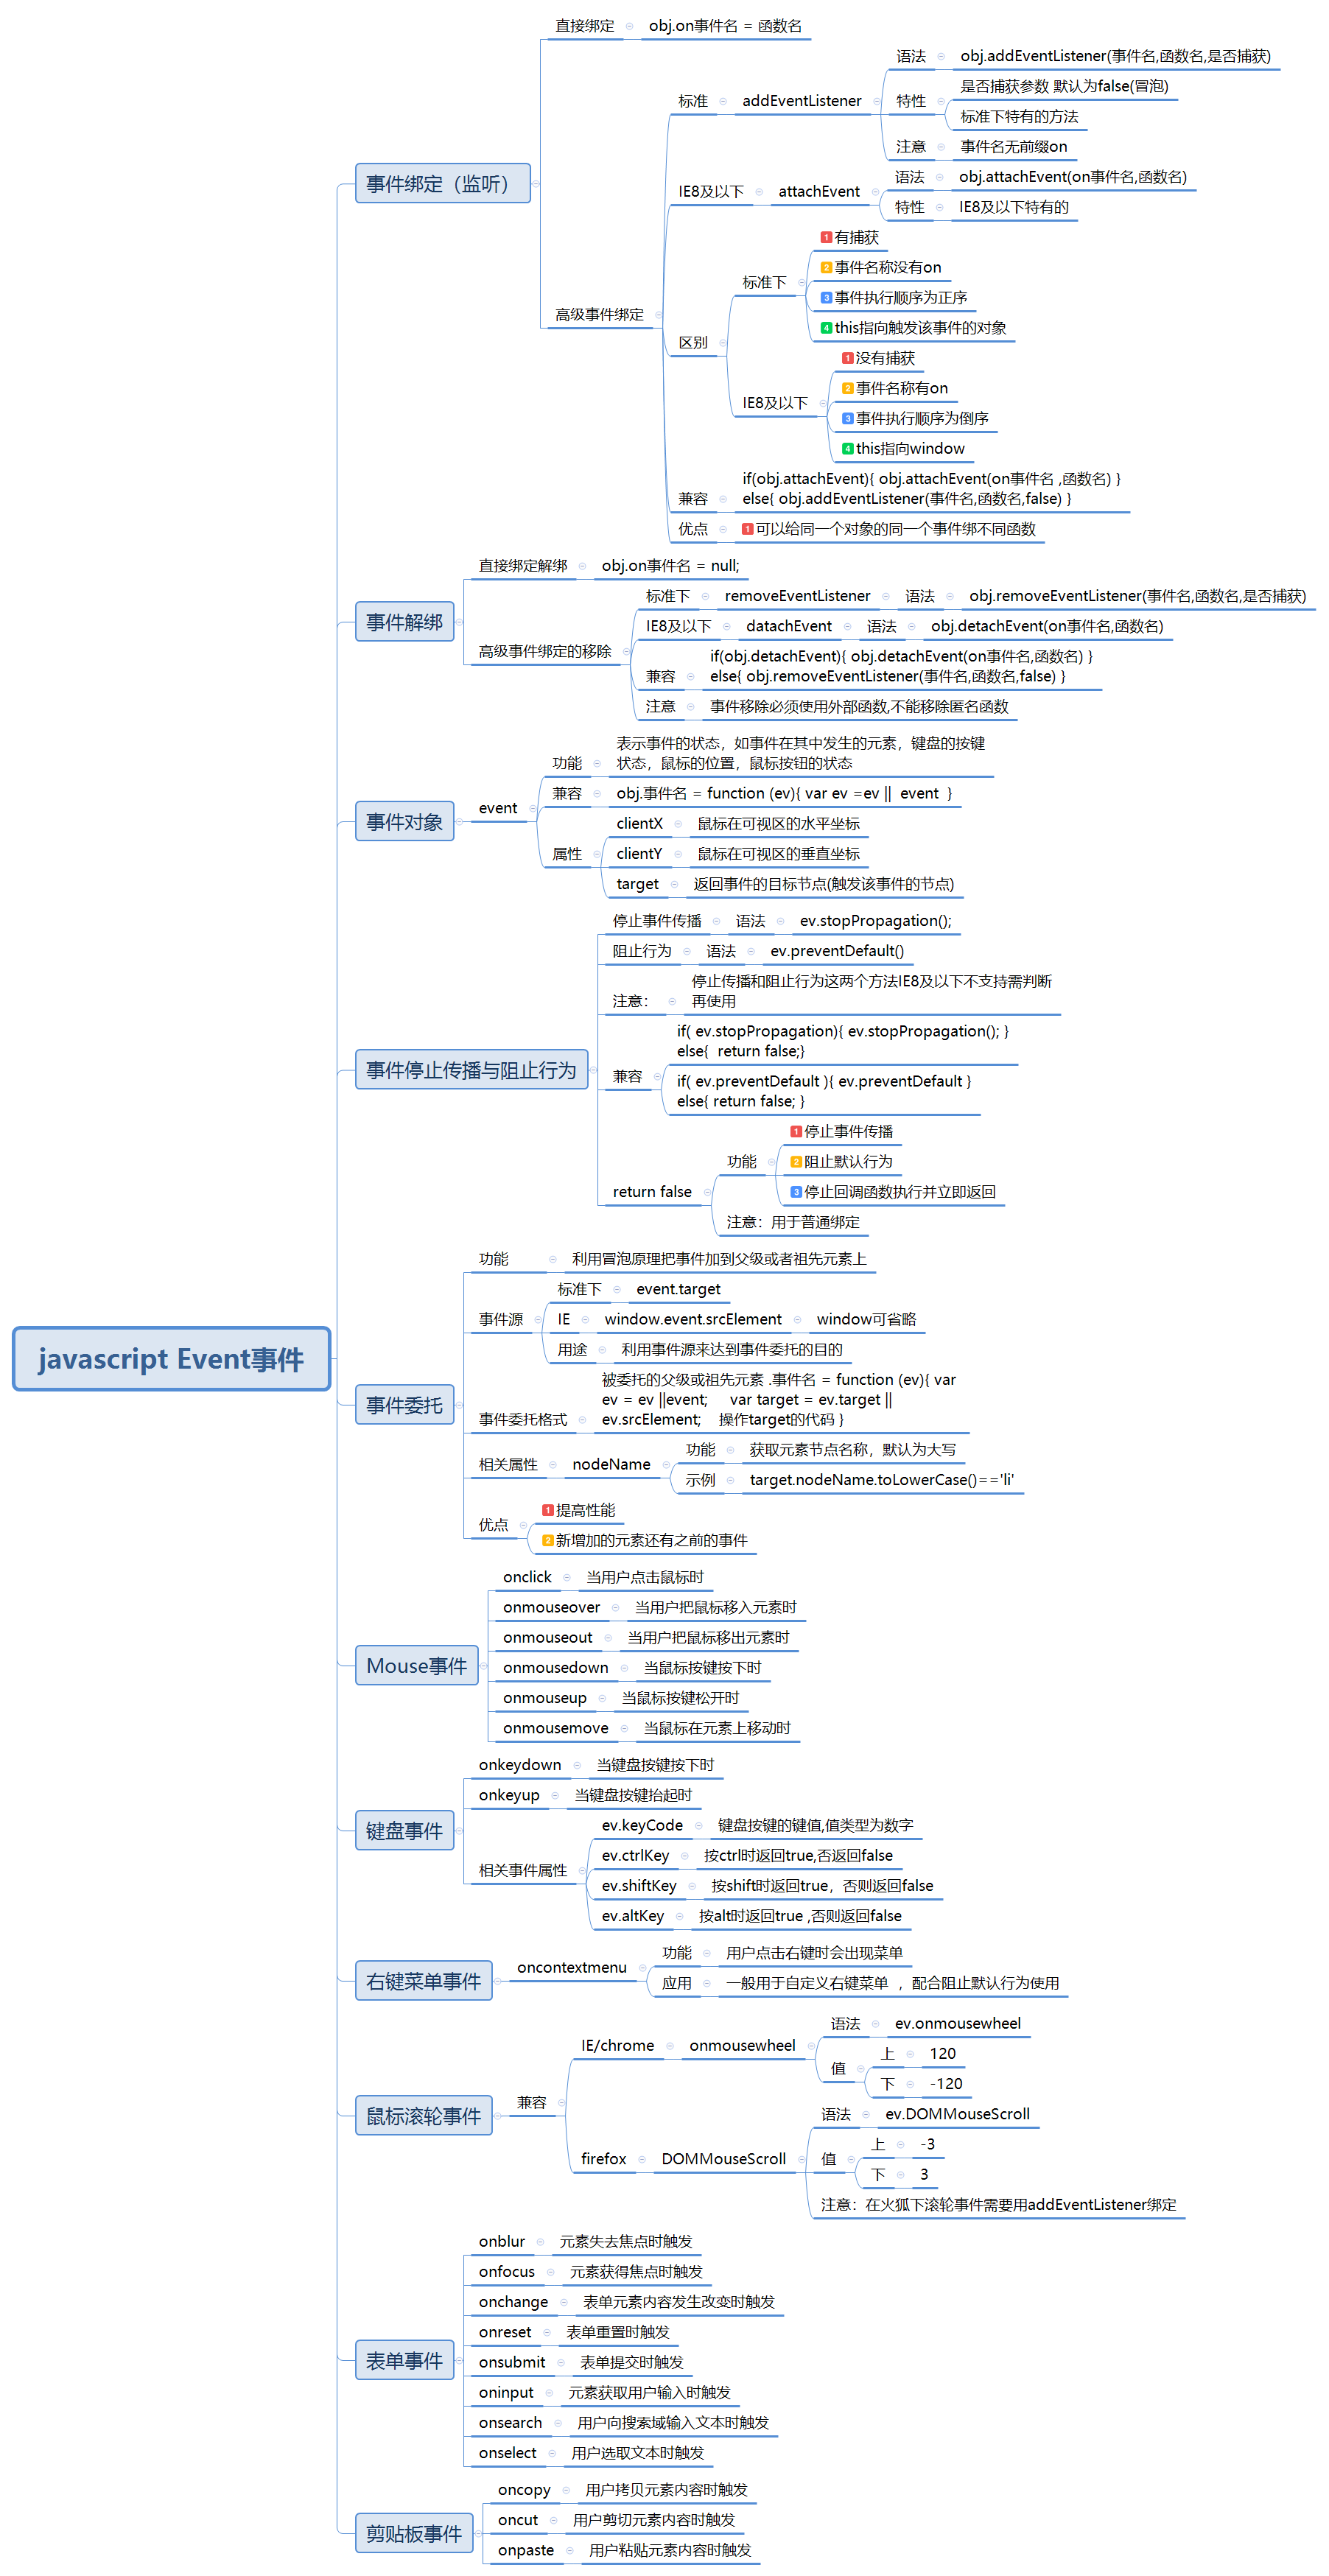 javascript Event事件
事件绑定（监听）
直接绑定
obj.on事件名 = 函数名
高级事件绑定
标准
addEventListener
语法
obj.addEventListener(事件名,函数名,是否捕获)
特性
是否捕获参数 默认为false(冒泡)
标准下特有的方法
注意
事件名无前缀on
IE8及以下
attachEvent
语法
obj.attachEvent(on事件名,函数名)
特性
IE8及以下特有的
区别
标准下
1 有捕获
2 事件名称没有on
3 事件执行顺序为正序
4 this指向触发该事件的对象
IE8及以下
1 没有捕获
2 事件名称有on
3 事件执行顺序为倒序
4 this指向window
兼容
if(obj.attachEvent){ obj.attachEvent(on事件名 ,函数名) }
else{ obj.addEventListener(事件名,函数名,false) }
优点
1 可以给同一个对象的同一个事件绑不同函数
事件解绑
直接绑定解绑
obj.on事件名 = null;
高级事件绑定的移除
标准下
removeEventListener
语法
obj.removeEventListener(事件名,函数名,是否捕获)
IE8及以下
datachEvent
语法
obj.detachEvent(on事件名,函数名)
兼容
if(obj.detachEvent){ obj.detachEvent(on事件名,函数名) }
else{ obj.removeEventListener(事件名,函数名,false) }
注意
事件移除必须使用外部函数,不能移除匿名函数
事件对象
event
功能
表示事件的状态，如事件在其中发生的元素，键盘的按键
状态，鼠标的位置，鼠标按钮的状态
兼容
obj.事件名 = function (ev){ var ev =ev || event }
属性
clientX
鼠标在可视区的水平坐标
clientY
鼠标在可视区的垂直坐标
target
返回事件的目标节点(触发该事件的节点)
事件停止传播与阻止行为
停止事件传播
语法
ev.stopPropagation();
阻止行为
语法
ev.preventDefault()
注意：
停止传播和阻止行为这两个方法IE8及以下不支持需判断
再使用
兼容
if( ev.stopPropagation){ ev.stopPropagation(); }
else{ return false;}
if( ev.preventDefault ){ ev.preventDefault }
else{ return false; }
return false
功能
1 停止事件传播
2 阻止默认行为
3 停止回调函数执行并立即返回
注意：用于普通绑定
事件委托
功能
利用冒泡原理把事件加到父级或者祖先元素上
事件源
标准下
event.target
IE
window.event.srcElement
window可省略
用途
利用事件源来达到事件委托的目的
事件委托格式
被委托的父级或祖先元素 .事件名 = function (ev){ var
ev = ev ||event; var target = ev.target ||
ev.srcElement; 操作target的代码 }
相关属性
nodeName
功能
获取元素节点名称，默认为大写
示例
target.nodeName.toLowerCase()=='li'
优点
1 提高性能
2 新增加的元素还有之前的事件
Mouse事件
onclick
当用户点击鼠标时
onmouseover
当用户把鼠标移入元素时
onmouseout
当用户把鼠标移出元素时
onmousedown
当鼠标按键按下时
onmouseup
当鼠标按键松开时
onmousemove
当鼠标在元素上移动时
键盘事件
onkeydown
当键盘按键按下时
onkeyup
当键盘按键抬起时
相关事件属性
ev.keyCode
键盘按键的键值,值类型为数字
ev.ctrlKey
按ctrl时返回true,否返回false
ev.shiftKey
按shift时返回true，否则返回false
ev.altKey
按alt时返回true ,否则返回false
右键菜单事件
oncontextmenu
功能
用户点击右键时会出现菜单
应用
一般用于自定义右键菜单 ，配合阻止默认行为使用
鼠标滚轮事件
兼容
IE/chrome
onmousewheel
语法
ev.onmousewheel
值
上
120
下
-120
firefox
DOMMouseScroll
语法
ev.DOMMouseScroll
值
上
-3
下
3
注意：在火狐下滚轮事件需要用addEventListener绑定
表单事件
onblur
元素失去焦点时触发
onfocus
元素获得焦点时触发
onchange
表单元素内容发生改变时触发
onreset
表单重置时触发
onsubmit
表单提交时触发
oninput
元素获取用户输入时触发
onsearch
用户向搜索域输入文本时触发
onselect
用户选取文本时触发
剪贴板事件
oncopy
用户拷贝元素内容时触发
oncut
用户剪切元素内容时触发
onpaste
用户粘贴元素内容时触发